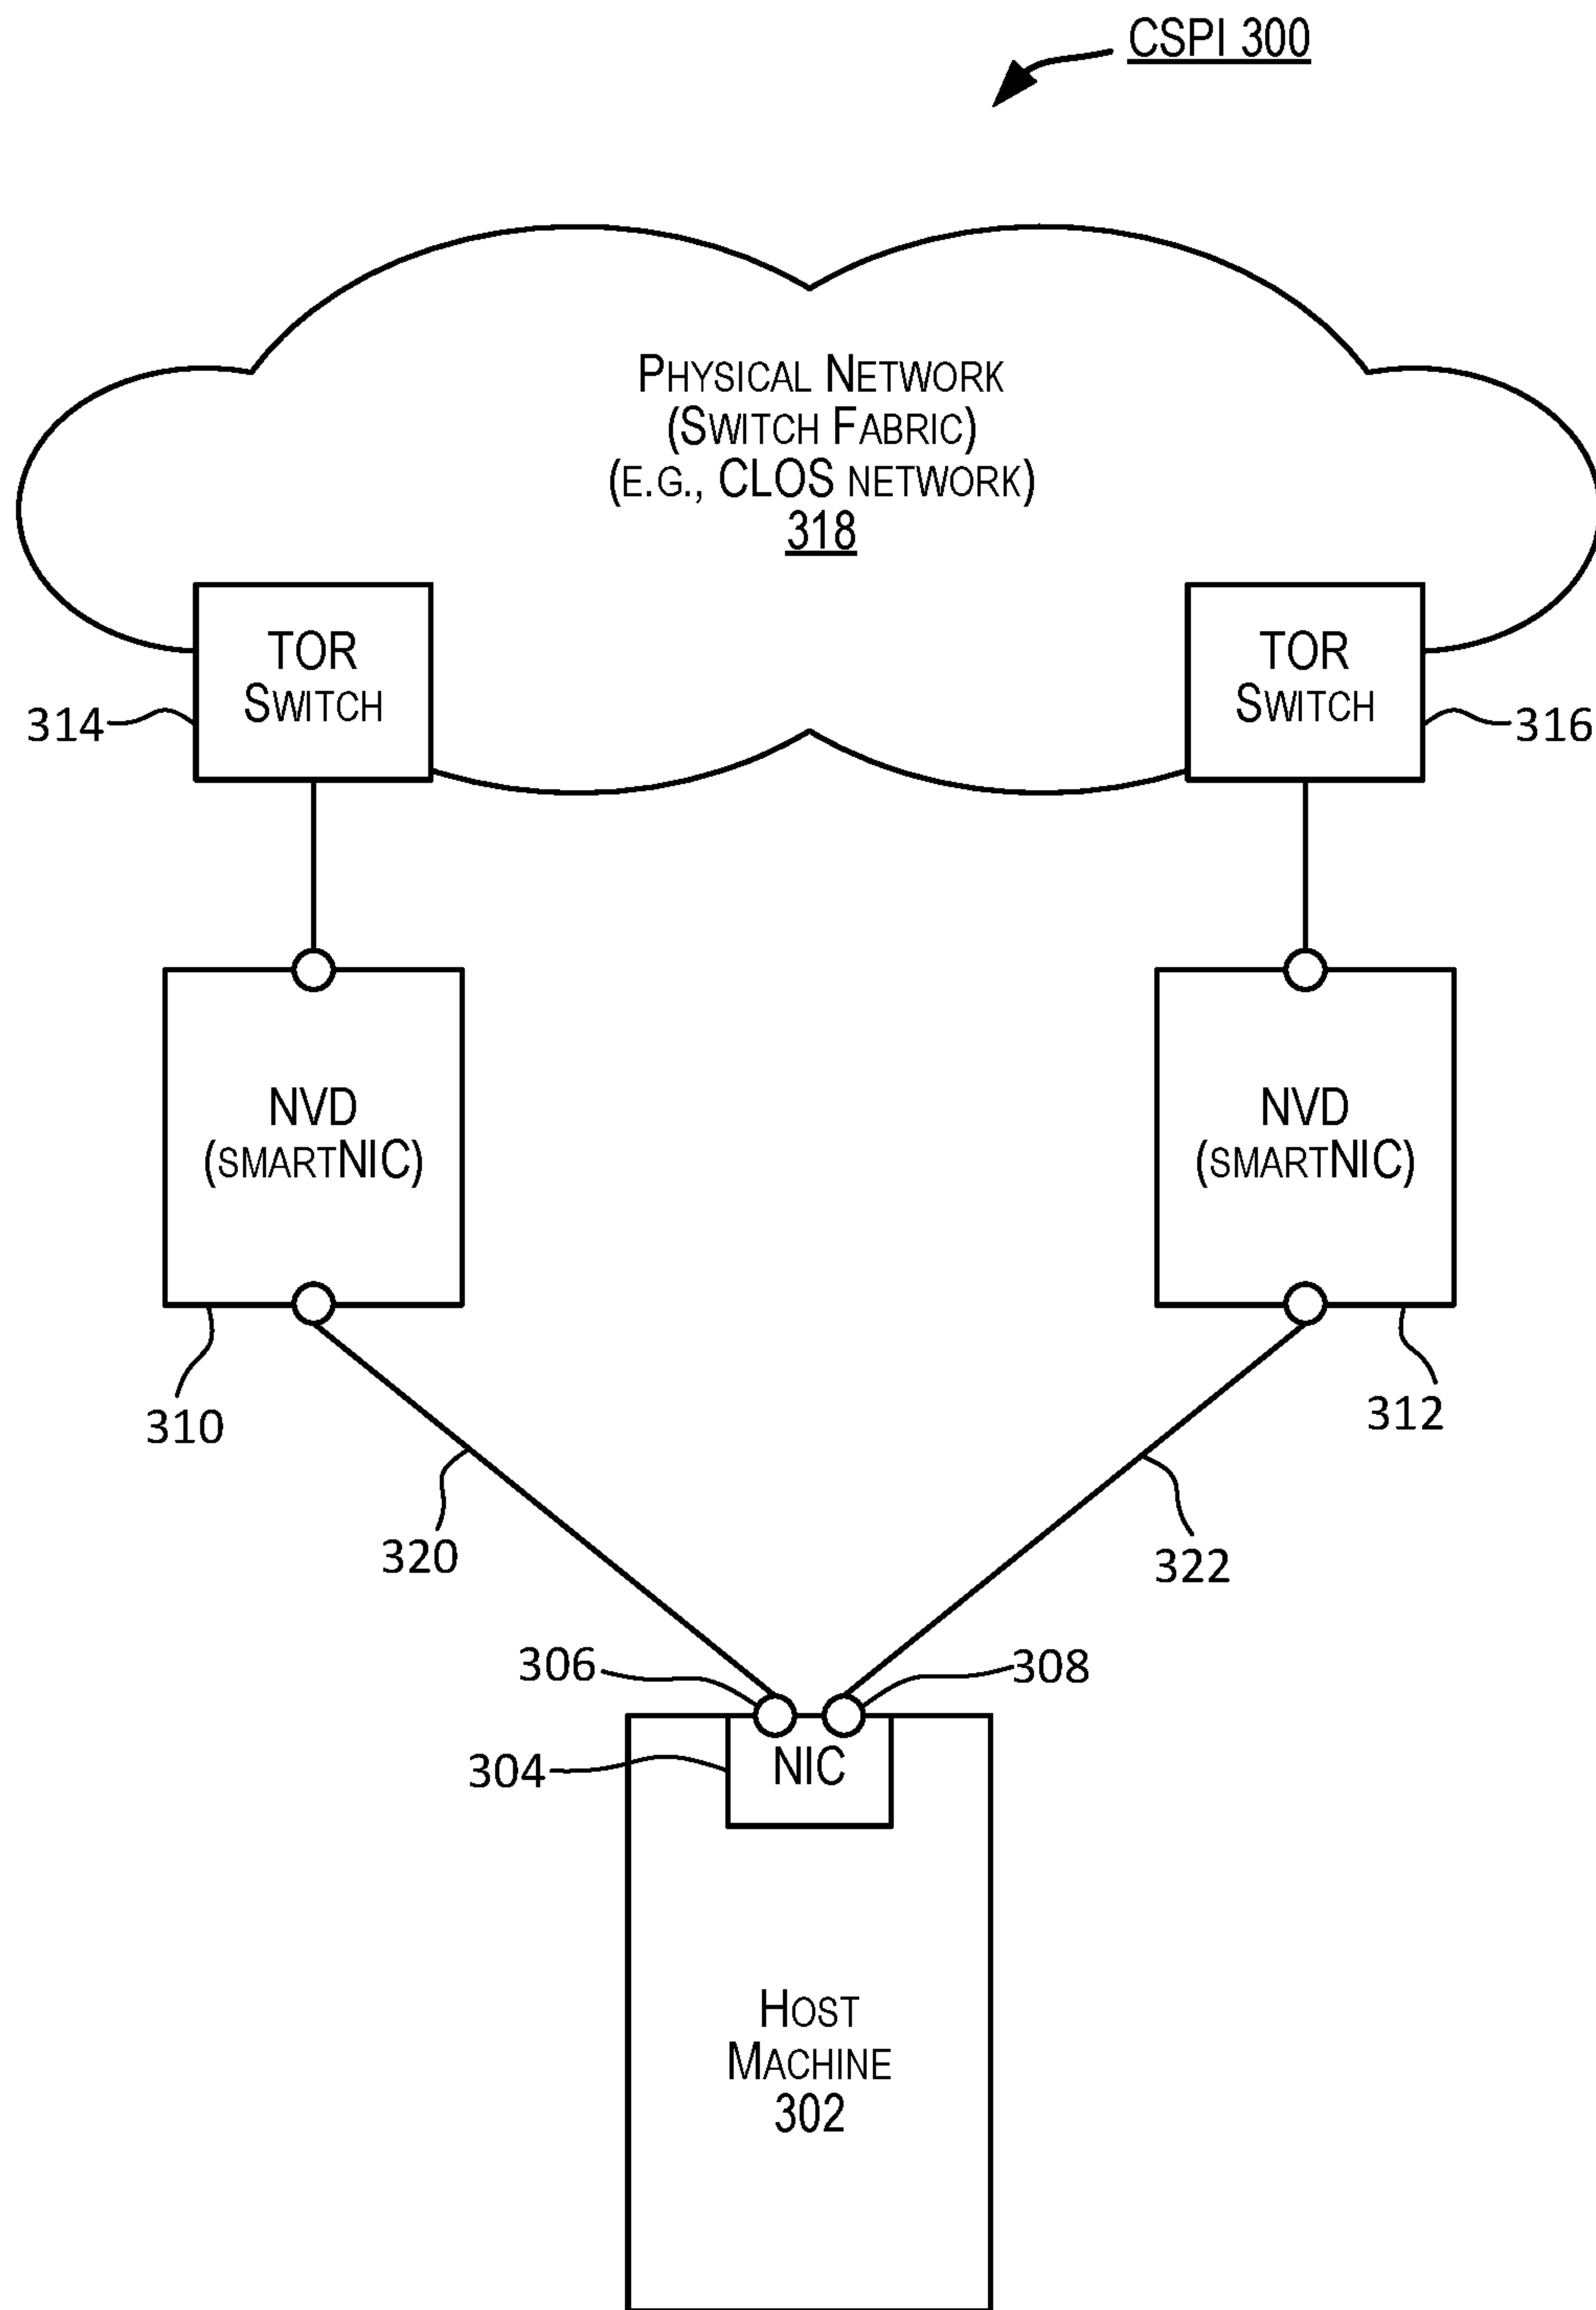 CSPI 300
PHYSICAL NETWORK
(SWITCH FABRIC)
(E.G., CLOS NETWORK)
318
TOR
SWITCH
314
TOR
SWITCH
316
NVD
(SMARTNIC)
310
NVD
(SMARTNIC)
312
320
322
306
308
304
NIC
HOST
MACHINE
302